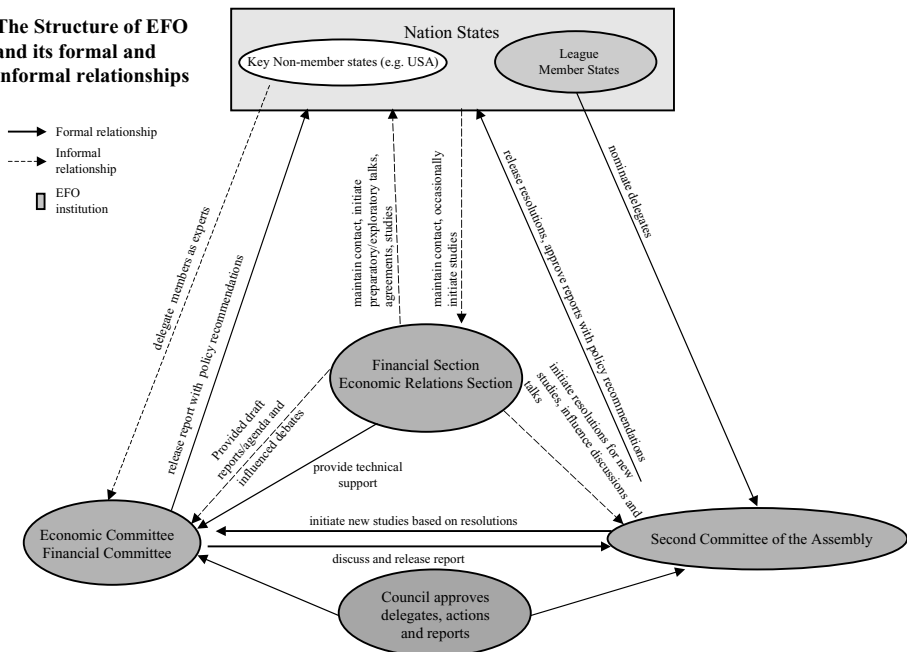 The Structure of EFO
and its formal and
informal relationships
Formal relationship
Informal
relationship
EFO
institution
Nation States
Key Non-member states (e.g. USA)
League
Member States
delegate members as experts
release report with policy recommendations
maintain contact, initiate
preparatory/exploratory talks,
agreements, studies
maintain contact, occasionally
initiate studies
release resolutions, approve reports with policy recommendations
nominate delegates
Financial Section
Economic Relations Section
Provided draft
reports/agenda and
influenced debates
provide technical
support
initiate resolutions for new
studies, influence discussions and
talks
Economic Committee
Financial Committee
initiate new studies based on resolutions
discuss and release report
Second Committee of the Assembly
Council approves
delegates, actions
and reports